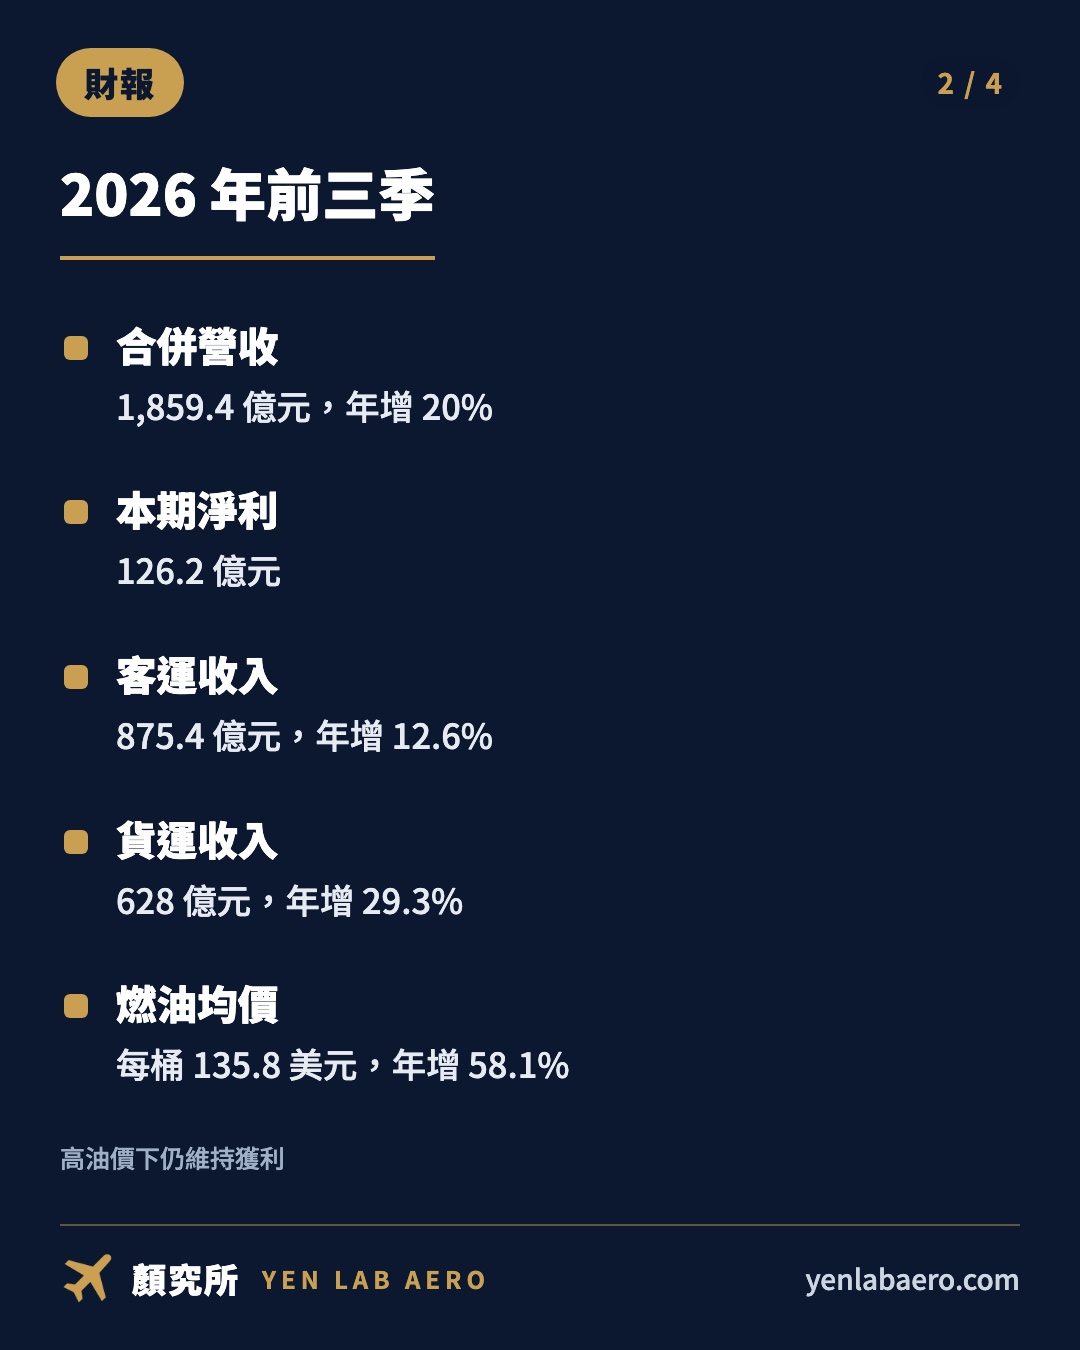 財報
2 / 4
2026 年前三季
合併營收
1,859.4 億元，年增 20%
本期淨利
126.2 億元
客運收入
875.4 億元，年增 12.6%
貨運收入
628 億元，年增 29.3%
燃油均價
每桶 135.8 美元，年增 58.1%
高油價下仍維持獲利
顏究所 YEN LAB AERO
yenlabaero.com